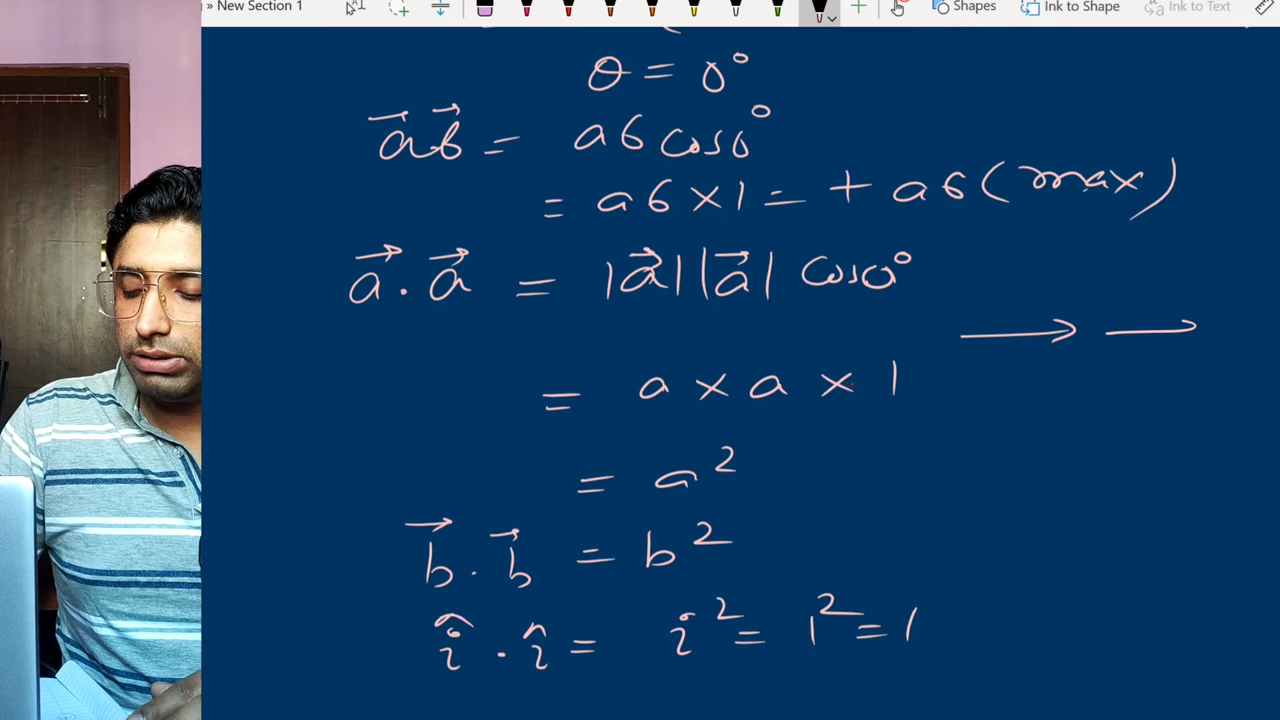 » New Section 1 Shapes Ink to Shape Ink to Text
θ = 0°
a⃗ b⃗ = ab cos0°
= ab × 1 = + ab (max)
a⃗ . a⃗ = |a⃗| |a⃗| cos0°
= a × a × 1
= a²
b⃗ . b⃗ = b²
î . î = i² = 1² = 1